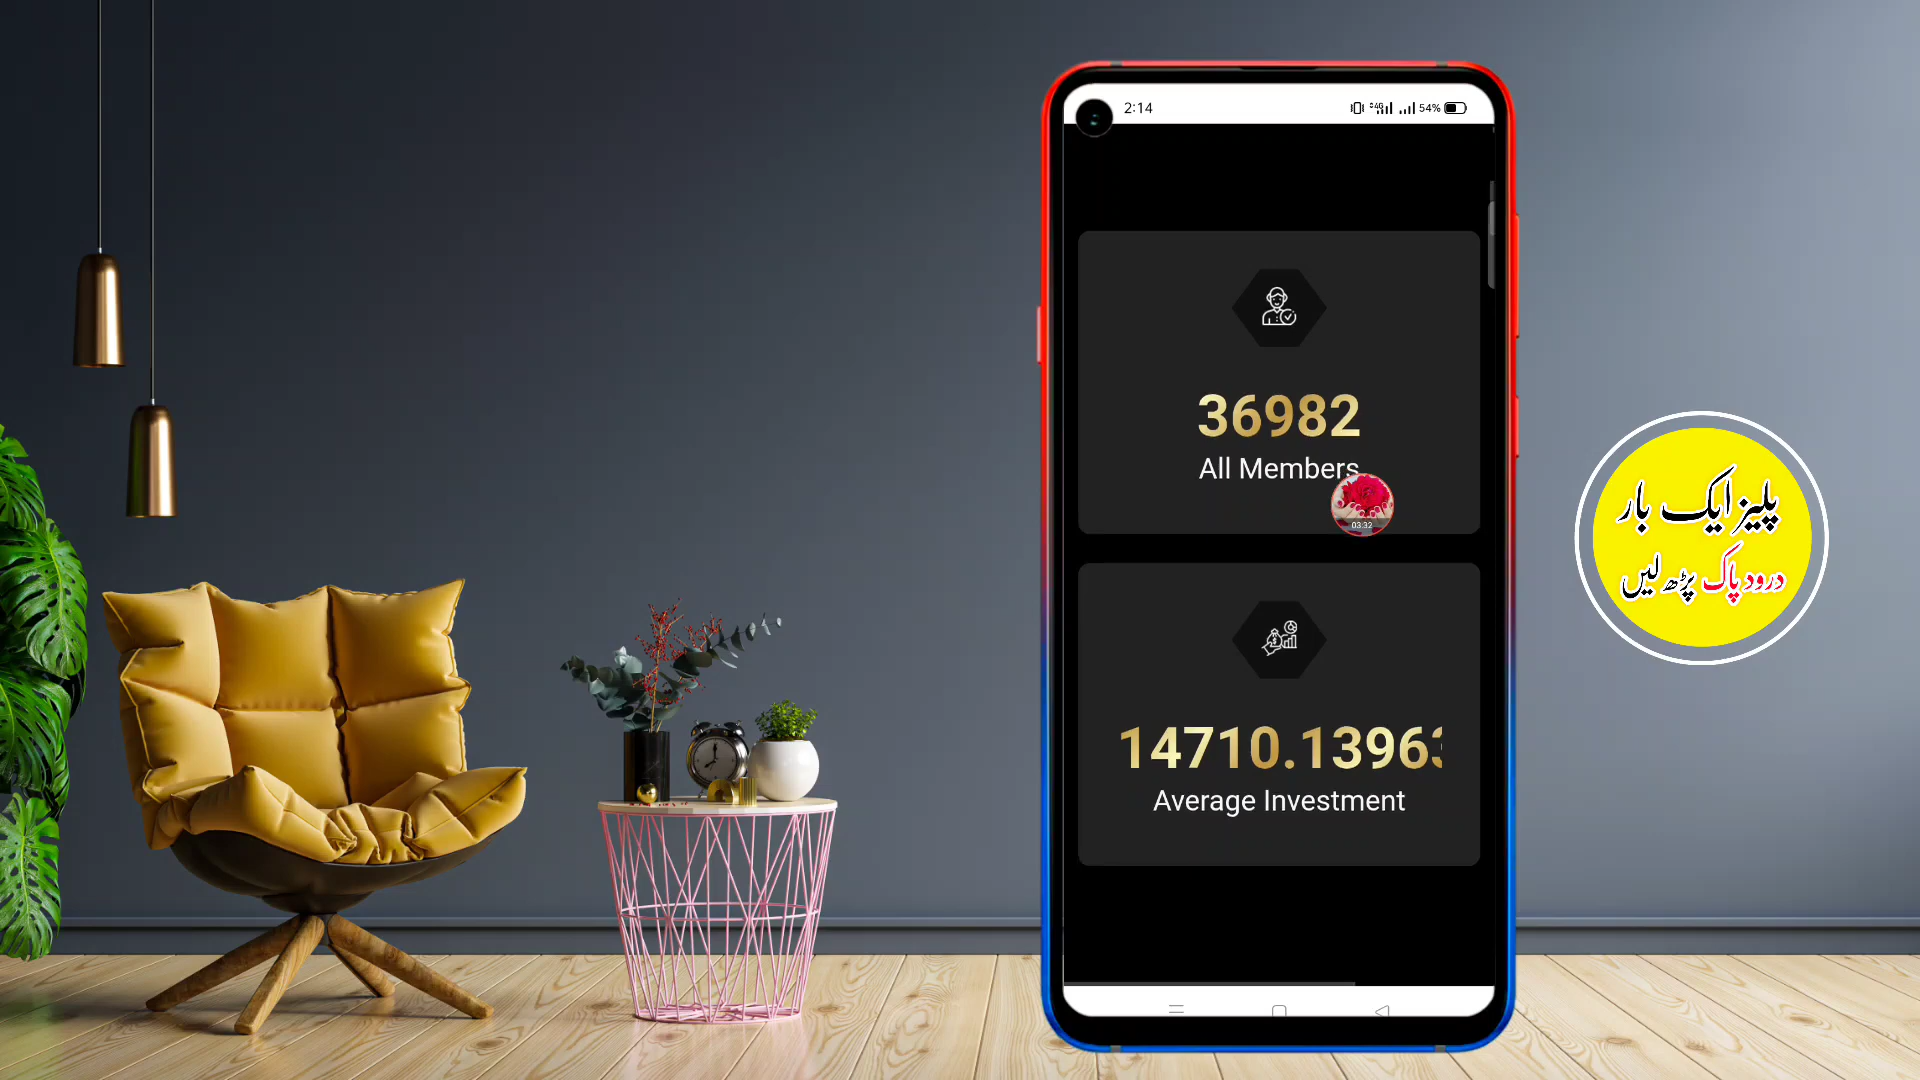 2:14
4G
54%
36982
All Members
03:32
14710.1396
Average Investment
پلیز ایک بار
درود پاک پڑھ لیں